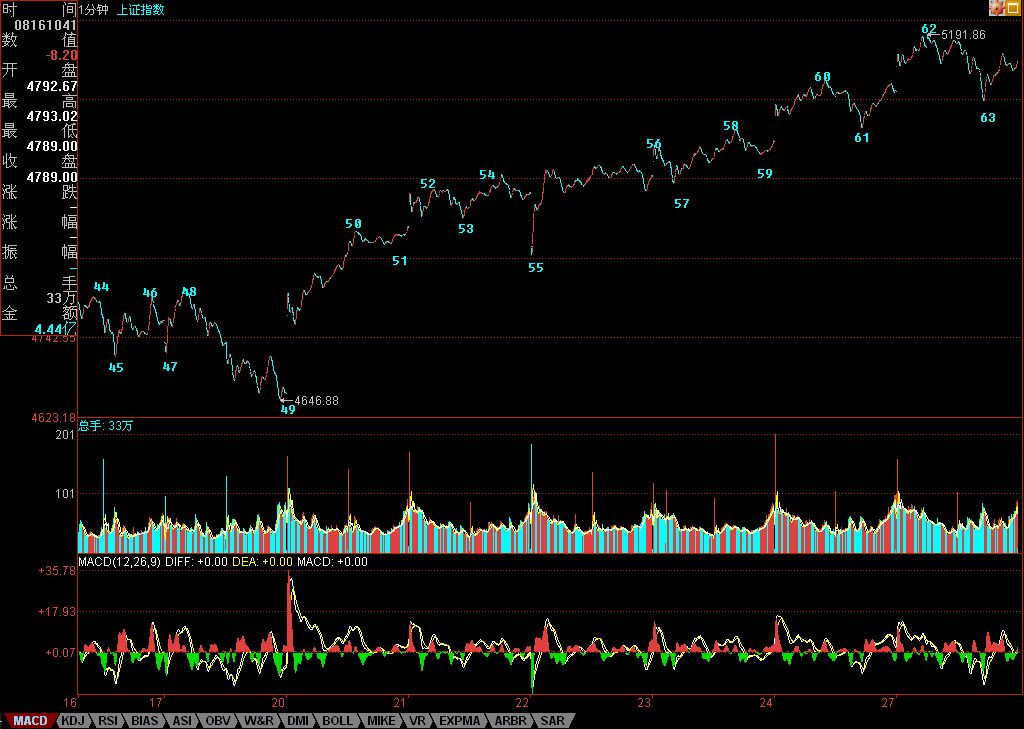 时 间
08161041
数 值
-8.20
开 盘
4792.67
最 高
4793.02
最 低
4789.00
收 盘
4789.00
涨 跌
涨 幅
振 幅
总 手
33万
金 额
4.44亿
1分钟 上证指数
62
5191.86
60
63
61
58
56
59
54
52
57
53
50
51
55
44
46
48
45
47
4646.88
49
4742.55
4623.18
总手: 33万
201
101
MACD(12,26,9) DIFF: +0.00 DEA: +0.00 MACD: +0.00
+35.78
+17.93
+0.07
16 17 20 21 22 23 24 27
MACD KDJ RSI BIAS ASI OBV W&R DMI BOLL MIKE VR EXPMA ARBR SAR